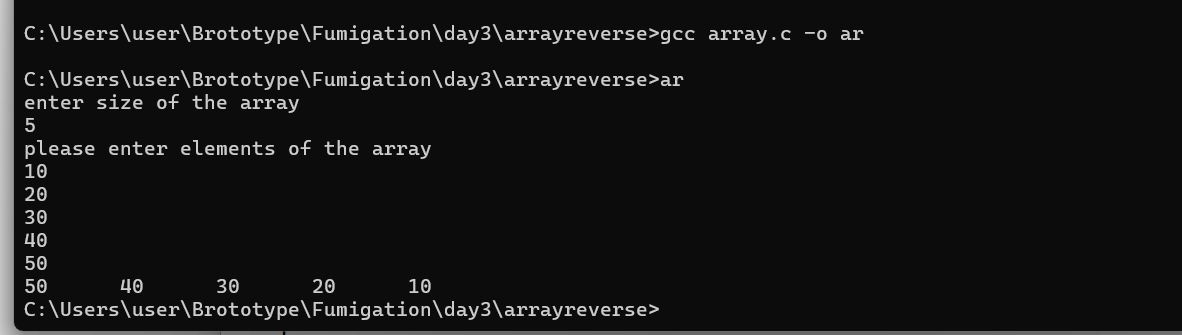 C:\Users\user\Brototype\Fumigation\day3\arrayreverse>gcc array.c -o ar
C:\Users\user\Brototype\Fumigation\day3\arrayreverse>ar
enter size of the array
5
please enter elements of the array
10
20
30
40
50
50      40      30      20      10
C:\Users\user\Brototype\Fumigation\day3\arrayreverse>